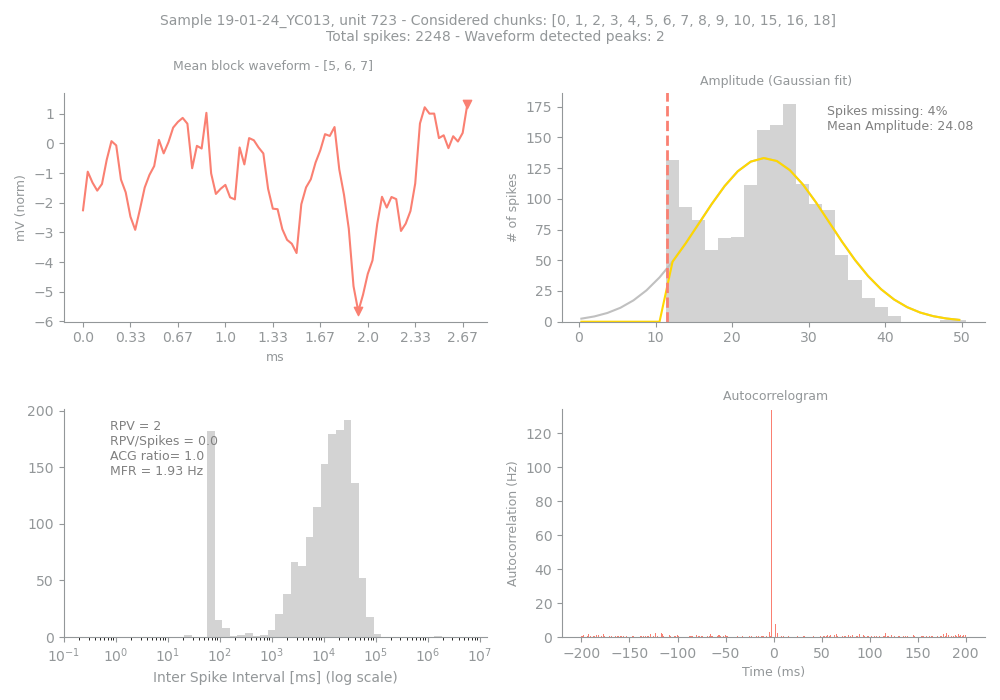 Sample 19-01-24_YC013, unit 723 - Considered chunks: [0, 1, 2, 3, 4, 5, 6, 7, 8, 9, 10, 15, 16, 18]
Total spikes: 2248 - Waveform detected peaks: 2
Mean block waveform - [5, 6, 7]
mV (norm)
1
0
−1
−2
−3
−4
−5
−6
0.0 0.33 0.67 1.0 1.33 1.67 2.0 2.33 2.67
ms
Amplitude (Gaussian fit)
Spikes missing: 4%
Mean Amplitude: 24.08
# of spikes
175
150
125
100
75
50
25
0
0 10 20 30 40 50
200
150
100
50
0
RPV = 2
RPV/Spikes = 0.0
ACG ratio= 1.0
MFR = 1.93 Hz
10⁻¹ 10⁰ 10¹ 10² 10³ 10⁴ 10⁵ 10⁶ 10⁷
Inter Spike Interval [ms] (log scale)
Autocorrelogram
Autocorrelation (Hz)
120
100
80
60
40
20
0
−200 −150 −100 −50 0 50 100 150 200
Time (ms)